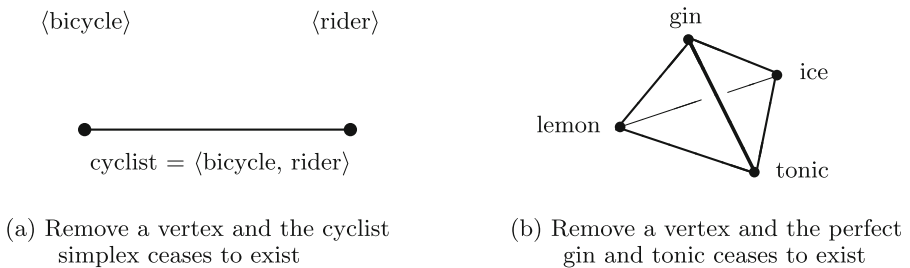 ⟨bicycle⟩
⟨rider⟩
cyclist = ⟨bicycle, rider⟩
(a) Remove a vertex and the cyclist
simplex ceases to exist
gin
ice
lemon
tonic
(b) Remove a vertex and the perfect
gin and tonic ceases to exist